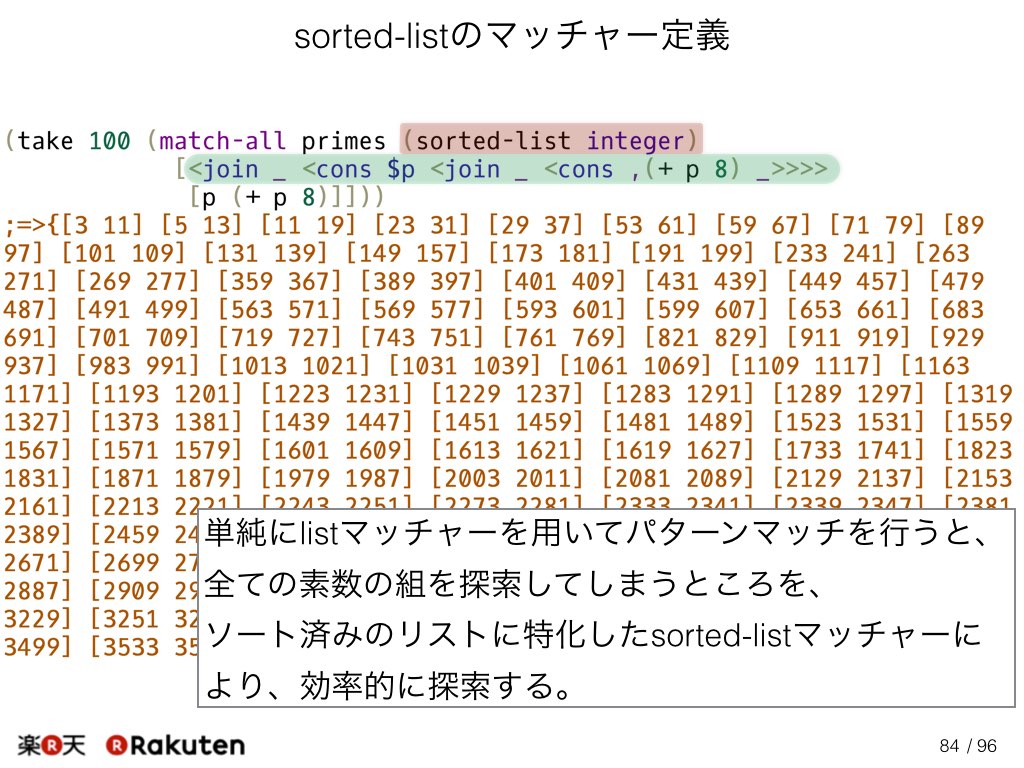 sorted-listのマッチャー定義
(take 100 (match-all primes (sorted-list integer)
[<join _ <cons $p <join _ <cons ,(+ p 8) _>>>>
[p (+ p 8)]]))
;=>{[3 11] [5 13] [11 19] [23 31] [29 37] [53 61] [59 67] [71 79] [89
97] [101 109] [131 139] [149 157] [173 181] [191 199] [233 241] [263
271] [269 277] [359 367] [389 397] [401 409] [431 439] [449 457] [479
487] [491 499] [563 571] [569 577] [593 601] [599 607] [653 661] [683
691] [701 709] [719 727] [743 751] [761 769] [821 829] [911 919] [929
937] [983 991] [1013 1021] [1031 1039] [1061 1069] [1109 1117] [1163
1171] [1193 1201] [1223 1231] [1229 1237] [1283 1291] [1289 1297] [1319
1327] [1373 1381] [1439 1447] [1451 1459] [1481 1489] [1523 1531] [1559
1567] [1571 1579] [1601 1609] [1613 1621] [1619 1627] [1733 1741] [1823
1831] [1871 1879] [1979 1987] [2003 2011] [2081 2089] [2129 2137] [2153
2161] [2213 2221] [2243 2251] [2273 2281] [2333 2341] [2339 2347] [2381
2389] [2459
2671] [2699
2887] [2909
3229] [3251
3499] [3533
単純にlistマッチャーを用いてパターンマッチを行うと、
全ての素数の組を探索してしまうところを、
ソート済みのリストに特化したsorted-listマッチャーに
より、効率的に探索する。
楽R天 R Rakuten
84 / 96